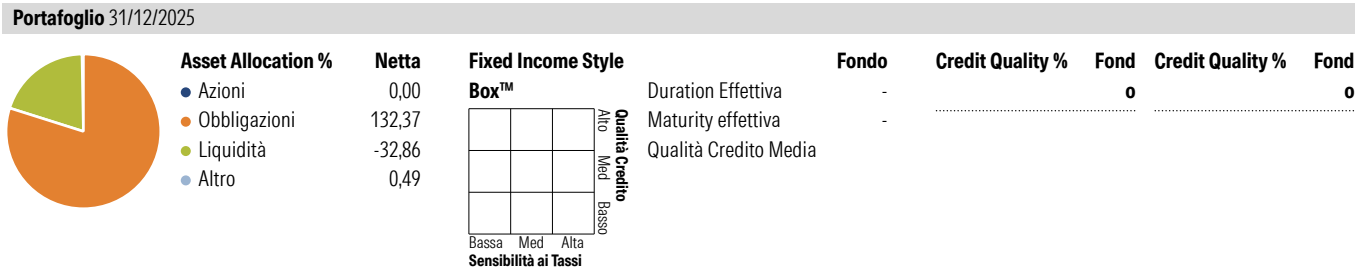 Portafoglio 31/12/2025
Asset Allocation % Netta
Azioni 0,00
Obbligazioni 132,37
Liquidità -32,86
Altro 0,49
Fixed Income Style
Box™
Alto Med Basso
Qualità Credito
Bassa Med Alta
Sensibilità ai Tassi
Fondo
Duration Effettiva -
Maturity effettiva -
Qualità Credito Media
Credit Quality % Fond
o
Credit Quality % Fond
o